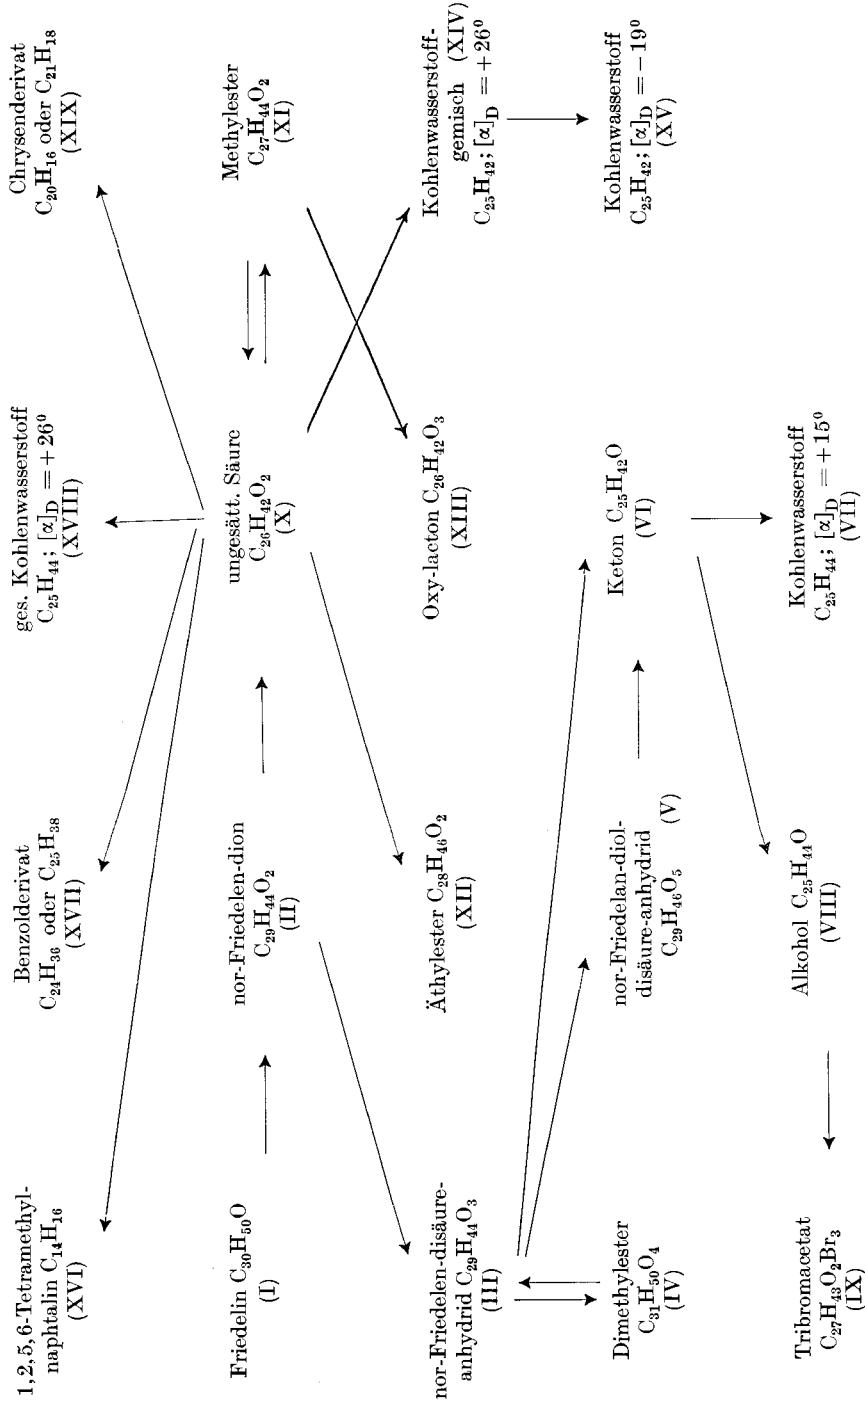 1,2,5,6-Tetramethyl-
naphtalin C₁₄H₁₆
(XVI)
Benzolderivat
C₂₄H₃₆ oder C₂₅H₃₈
(XVII)
ges. Kohlenwasserstoff
C₂₅H₄₄; [α]D = +26⁰
(XVIII)
Chrysenderivat
C₂₀H₁₆ oder C₂₁H₁₈
(XIX)
Friedelin C₃₀H₅₀O
(I)
nor-Friedelen-dion
C₂₉H₄₄O₂
(II)
ungesätt. Säure
C₂₆H₄₂O₂
(X)
Methylester
C₂₇H₄₄O₂
(XI)
nor-Friedelen-disäure-
anhydrid C₂₉H₄₄O₃
(III)
Äthylester C₂₈H₄₆O₂
(XII)
Oxy-lacton C₂₆H₄₂O₃
(XIII)
Kohlenwasserstoff-
gemisch (XIV)
C₂₅H₄₂; [α]D = +26⁰
Dimethylester
C₃₁H₅₀O₄
(IV)
nor-Friedelan-diol-
disäure-anhydrid
C₂₉H₄₆O₅ (V)
Keton C₂₅H₄₂O
(VI)
Kohlenwasserstoff
C₂₅H₄₂; [α]D = −19⁰
(XV)
Tribromacetat
C₂₇H₄₃O₂Br₃
(IX)
Alkohol C₂₅H₄₄O
(VIII)
Kohlenwasserstoff
C₂₅H₄₄; [α]D = +15⁰
(VII)